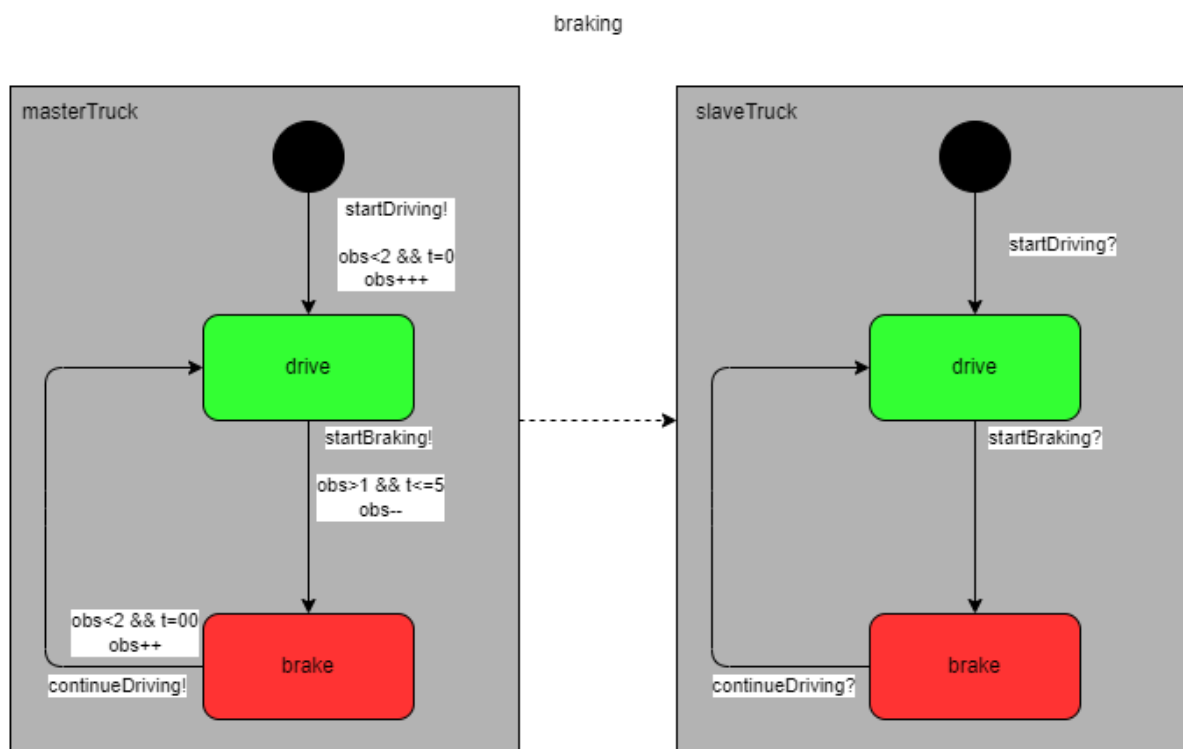 braking
masterTruck
startDriving!
obs<2 && t=0
obs+++
drive
startBraking!
obs>1 && t<=5
obs--
obs<2 && t=00
obs++
continueDriving!
brake
slaveTruck
startDriving?
drive
startBraking?
continueDriving?
brake